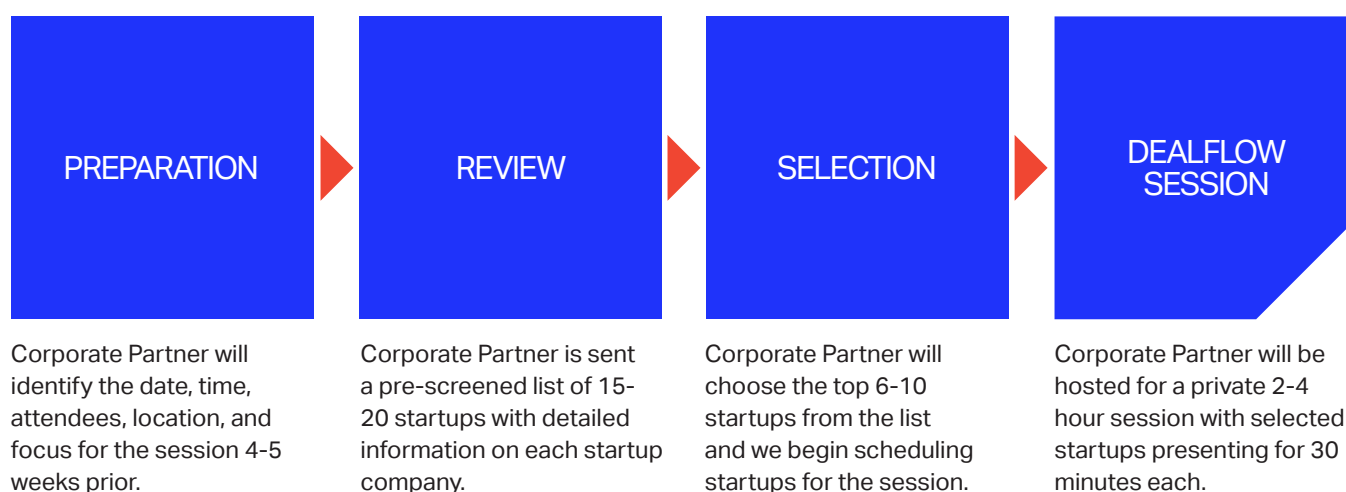 PREPARATION
REVIEW
SELECTION
DEALFLOW
SESSION
Corporate Partner will
identify the date, time,
attendees, location, and
focus for the session 4-5
weeks prior.
Corporate Partner is sent
a pre-screened list of 15-
20 startups with detailed
information on each startup
company.
Corporate Partner will
choose the top 6-10
startups from the list
and we begin scheduling
startups for the session.
Corporate Partner will be
hosted for a private 2-4
hour session with selected
startups presenting for 30
minutes each.